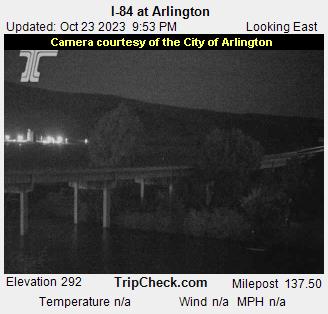 I-84 at Arlington
Updated: Oct 23 2023 9:53 PM Looking East
Camera courtesy of the City of Arlington
Elevation 292 TripCheck.com Milepost 137.50
Temperature n/a Wind n/a MPH n/a